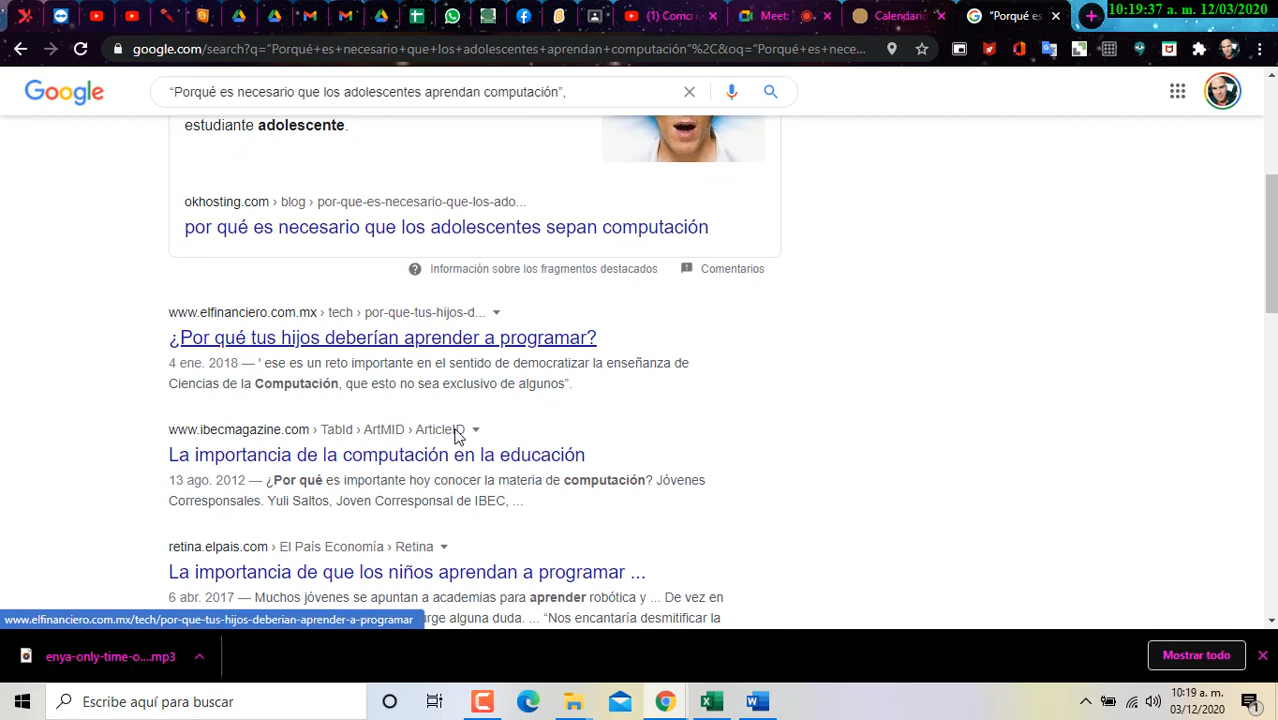 (1) Como
Meet:
Calendario
"Porqué es
10:19:37 a. m. 12/03/2020
google.com/search?q="Porqué+es+necesario+que+los+adolescentes+aprendan+computación"%2C&oq="Porqué+es+nece...
Google
“Porqué es necesario que los adolescentes aprendan computación”,
estudiante adolescente.
okhosting.com › blog › por-que-es-necesario-que-los-ado...
por qué es necesario que los adolescentes sepan computación
Información sobre los fragmentos destacados
Comentarios
www.elfinanciero.com.mx › tech › por-que-tus-hijos-d...
¿Por qué tus hijos deberían aprender a programar?
4 ene. 2018 — ' ese es un reto importante en el sentido de democratizar la enseñanza de
Ciencias de la Computación, que esto no sea exclusivo de algunos”.
www.ibecmagazine.com › TabId › ArtMID › ArticleID
La importancia de la computación en la educación
13 ago. 2012 — ¿Por qué es importante hoy conocer la materia de computación? Jóvenes
Corresponsales. Yuli Saltos, Joven Corresponsal de IBEC, ...
retina.elpais.com › El País Economía › Retina
La importancia de que los niños aprendan a programar ...
6 abr. 2017 — Muchos jóvenes se apuntan a academias para aprender robótica y ... De vez en
urge alguna duda. ... “Nos encantaría desmitificar la
www.elfinanciero.com.mx/tech/por-que-tus-hijos-deberian-aprender-a-programar
enya-only-time-o....mp3
Mostrar todo
Escribe aquí para buscar
10:19 a. m.
03/12/2020